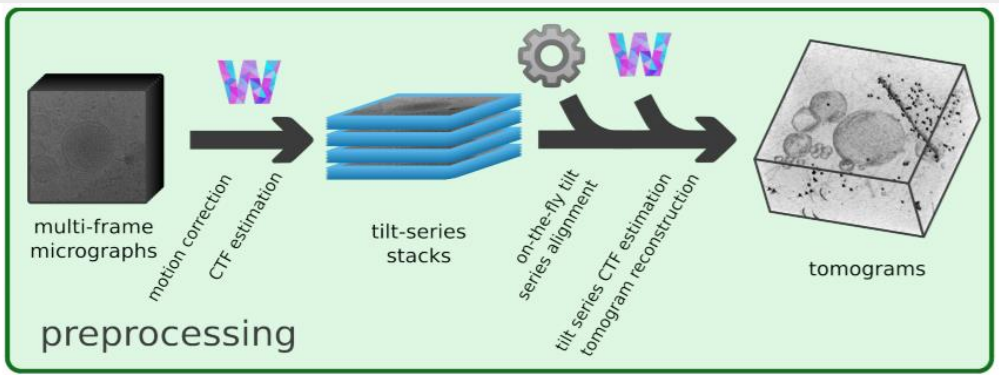 W
W
multi-frame
micrographs
motion correction
CTF estimation
tilt-series
stacks
on-the-fly tilt
series alignment
tilt series CTF estimation
tomogram reconstruction
tomograms
preprocessing